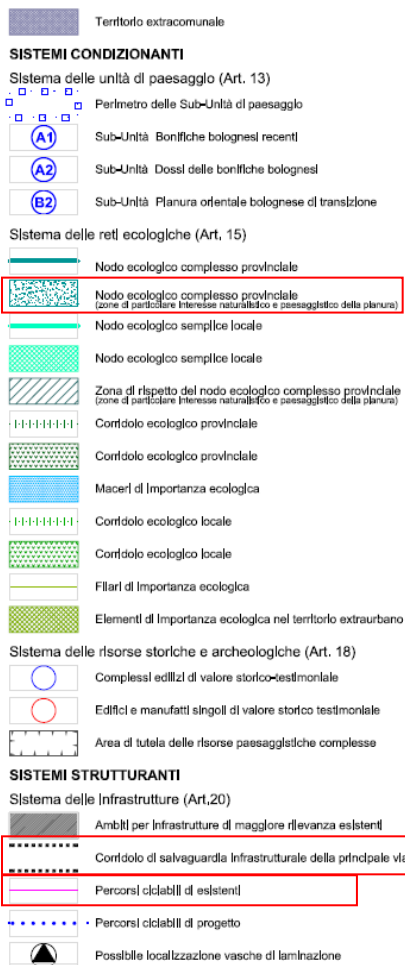 Territorio extracomunale
SISTEMI CONDIZIONANTI
Sistema delle unità di paesaggio (Art. 13)
Perimetro delle Sub-Unità di paesaggio
A1 Sub-Unità Bonifiche bolognesi recenti
A2 Sub-Unità Dossi delle bonifiche bolognesi
B2 Sub-Unità Pianura orientale bolognese di transizione
Sistema delle reti ecologiche (Art. 15)
Nodo ecologico complesso provinciale
Nodo ecologico complesso provinciale
(zone di particolare interesse naturalistico e paesaggistico della pianura)
Nodo ecologico semplice locale
Nodo ecologico semplice locale
Zona di rispetto del nodo ecologico complesso provinciale
(zone di particolare interesse naturalistico e paesaggistico della pianura)
Corridoio ecologico provinciale
Corridoio ecologico provinciale
Maceri di importanza ecologica
Corridoio ecologico locale
Corridoio ecologico locale
Filari di importanza ecologica
Elementi di importanza ecologica nel territorio extraurbano
Sistema delle risorse storiche e archeologiche (Art. 18)
Complessi edilizi di valore storico-testimoniale
Edifici e manufatti singoli di valore storico testimoniale
Area di tutela delle risorse paesaggistiche complesse
SISTEMI STRUTTURANTI
Sistema delle infrastrutture (Art.20)
Ambiti per infrastrutture di maggiore rilevanza esistenti
Corridoio di salvaguardia infrastrutturale della principale via
Percorsi ciclabili di esistenti
Percorsi ciclabili di progetto
Possibile localizzazione vasche di laminazione